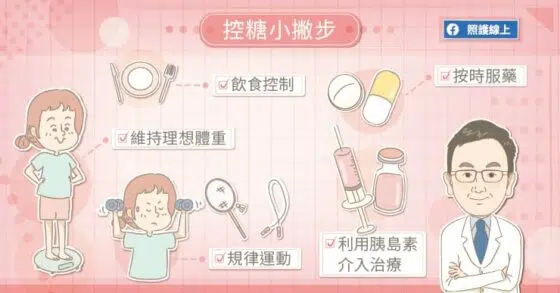 控糖小撇步
照護線上
飲食控制
按時服藥
維持理想體重
規律運動
利用胰島素
介入治療